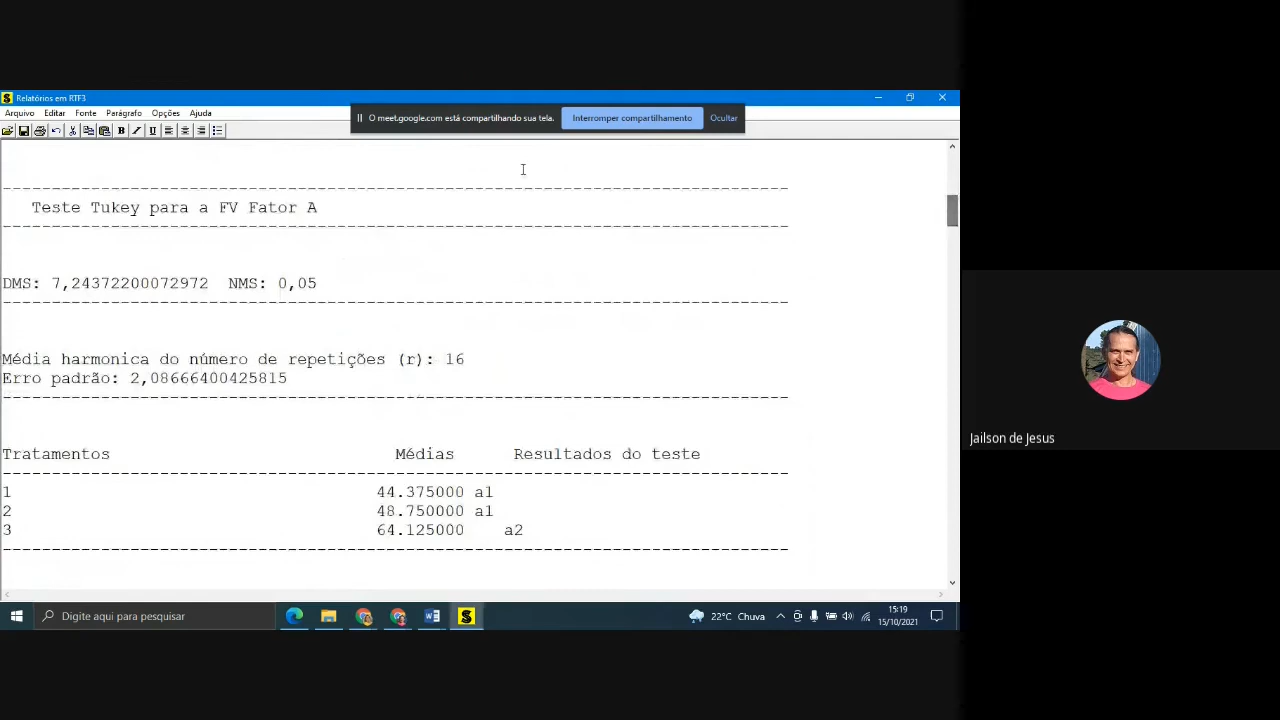 Relatórios em RTF3
Arquivo Editar Fonte Parágrafo Opções Ajuda
O meet.google.com está compartilhando sua tela. Interromper compartilhamento Ocultar
B I U
--------------------------------------------------------------------------------
Teste Tukey para a FV Fator A
--------------------------------------------------------------------------------
DMS: 7,24372200072972 NMS: 0,05
--------------------------------------------------------------------------------
Média harmonica do número de repetições (r): 16
Erro padrão: 2,08666400425815
--------------------------------------------------------------------------------
Tratamentos Médias Resultados do teste
--------------------------------------------------------------------------------
1 44.375000 a1
2 48.750000 a1
3 64.125000 a2
--------------------------------------------------------------------------------
Jailson de Jesus
Digite aqui para pesquisar
22°C Chuva
15:19
15/10/2021